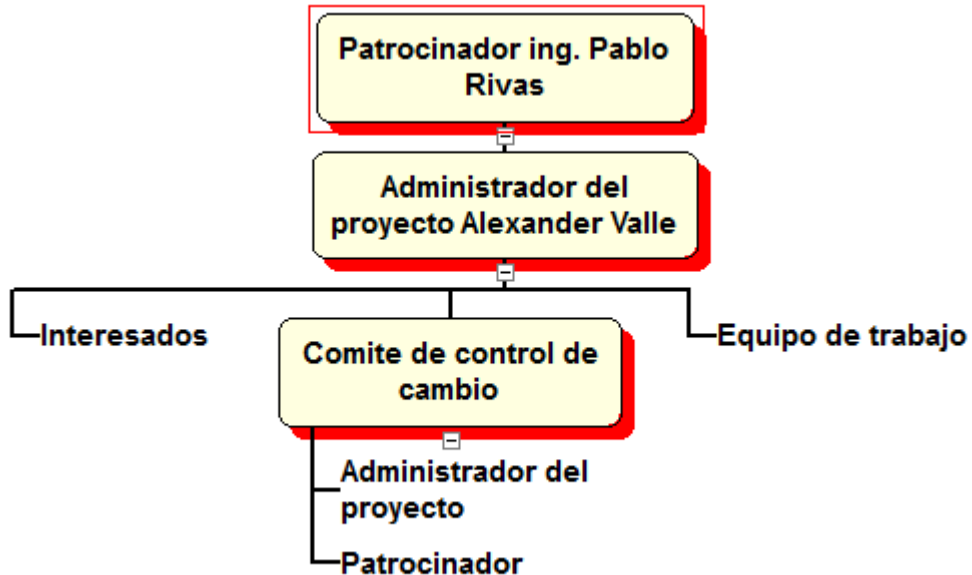 Patrocinador ing. Pablo
Rivas
Administrador del
proyecto Alexander Valle
Interesados
Comite de control de
cambio
Equipo de trabajo
Administrador del
proyecto
Patrocinador